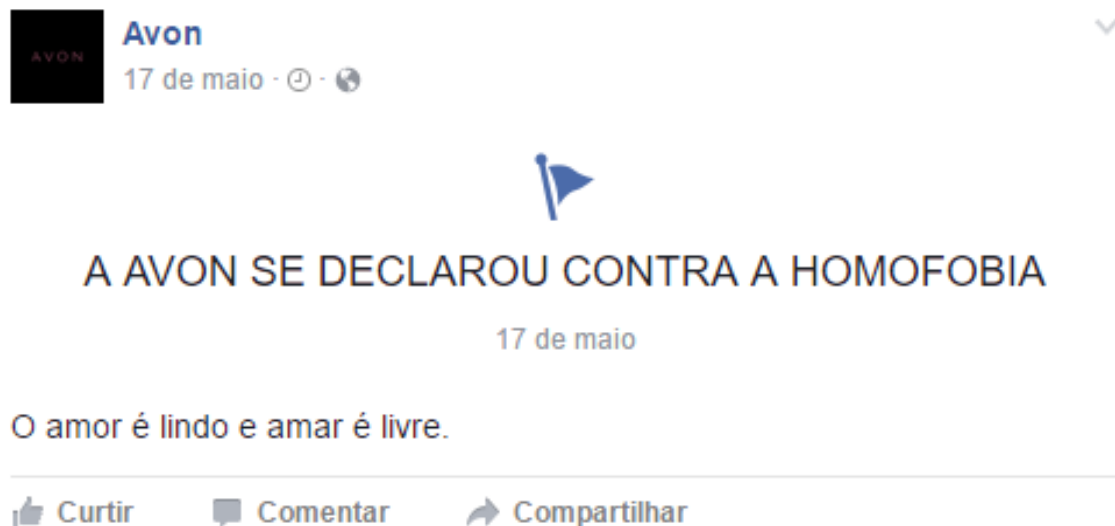 AVON
Avon
17 de maio
A AVON SE DECLAROU CONTRA A HOMOFOBIA
17 de maio
O amor é lindo e amar é livre.
Curtir Comentar Compartilhar